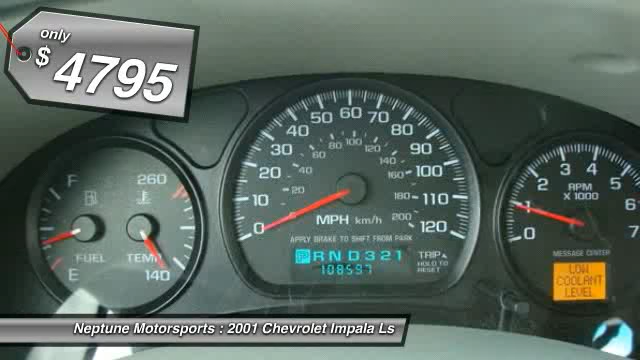 only
$ 4795
F
E
FUEL
260
140
TEMP
0
10
20
30
40
50
60
70
80
90
100
110
120
20
60
80
100
120
140
160
180
200
MPH km/h
APPLY BRAKE TO SHIFT FROM PARK
P R N D 3 2 1
108597
TRIP
HOLD TO
RESET
0
1
2
3
4
5
6
7
RPM
X 1000
MESSAGE CENTER
LOW
COOLANT
LEVEL
Neptune Motorsports : 2001 Chevrolet Impala Ls